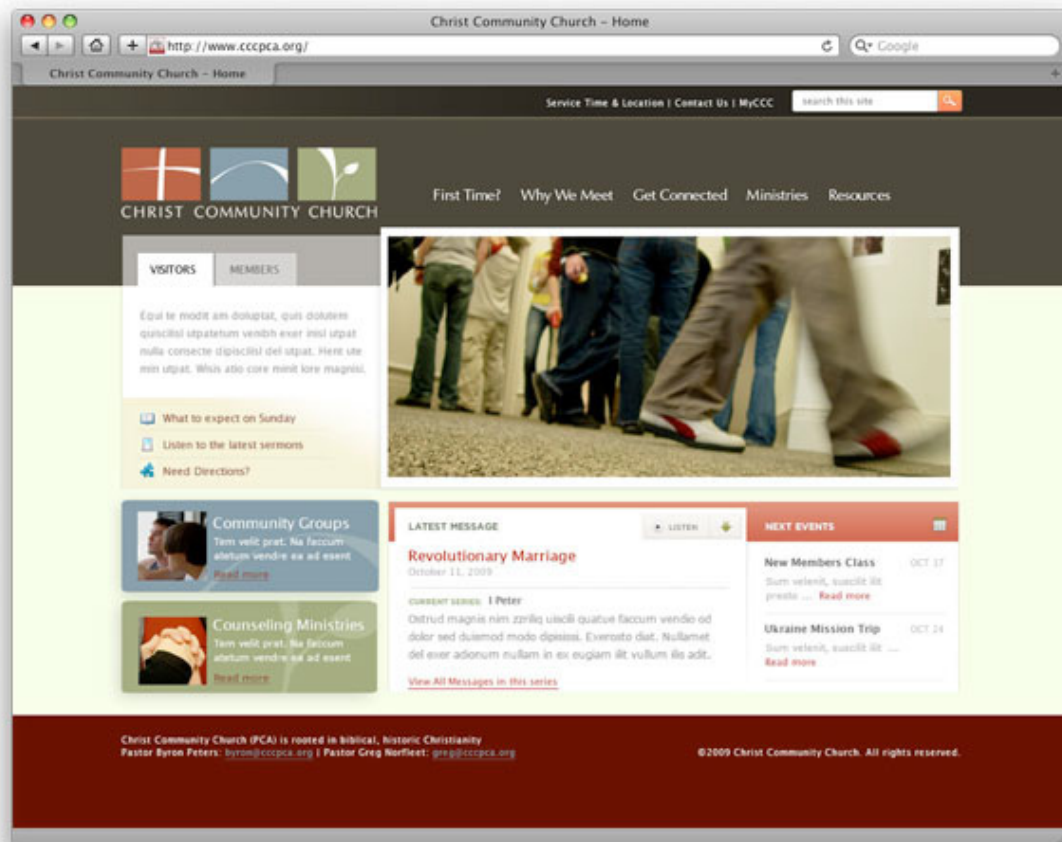 Christ Community Church – Home
http://www.cccpca.org/
Google
Christ Community Church – Home
Service Time & Location | Contact Us | MyCCC
search this site
CHRIST COMMUNITY CHURCH
First Time? Why We Meet Get Connected Ministries Resources
VISITORS MEMBERS
Equi te modit am doluptat, quis dolutem
quiscilisl utpatetum venibh exer inisl utpat
nulla consecte dipiscilisl del utpat. Hent ute
min utpat. Wisis atio core minit lore magnisi.
What to expect on Sunday
Listen to the latest sermons
Need Directions?
Community Groups
Tem velit prat. Na faccum
alatum vendre ea ad esent
Read more
Counseling Ministries
Tem velit prat. Na faccum
alatum vendre ea ad esent
Read more
LATEST MESSAGE
LISTEN
Revolutionary Marriage
October 11, 2009
CURRENT SERIES: I Peter
Ostrud magnis nim zzriliq uiscili quatue faccum vendio od
dolor sed duismod modo dipisisi. Exerosto diat. Nullamet
del exer adionum nullam in ex eugiam ilit vullum ilis adit.
View All Messages in this series
NEXT EVENTS
New Members Class OCT 17
Sum velenit, suscilit ilit
presto .... Read more
Ukraine Mission Trip OCT 24
Sum velenit, suscilit ilit ....
Read more
Christ Community Church (PCA) is rooted in biblical, historic Christianity
Pastor Byron Peters: byron@cccpca.org | Pastor Greg Norfleet: greg@cccpca.org
©2009 Christ Community Church. All rights reserved.